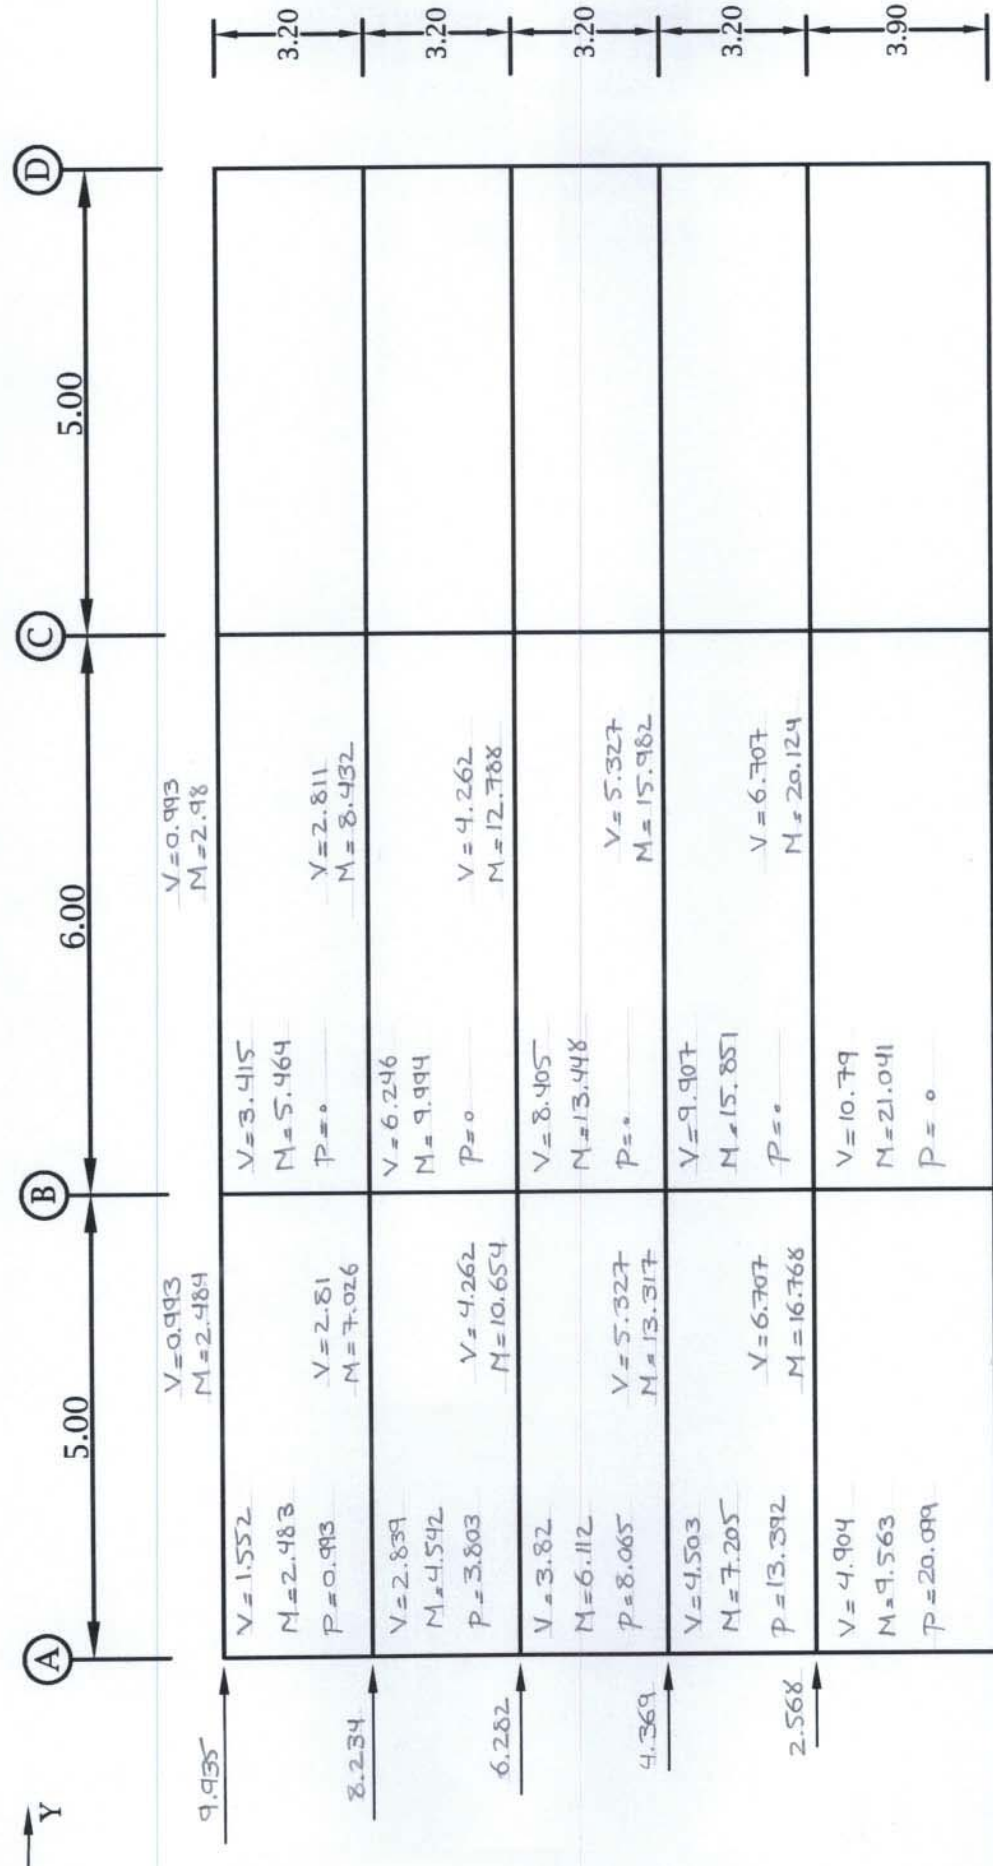 Y
A
B
C
D
5.00
6.00
5.00
V=0.993
M=2.484
V=0.993
M=2.98
9.935
V=1.552
M=2.483
P=0.993
V=2.81
M=7.026
V=3.415
M=5.464
P=0
V=2.811
M=8.432
3.20
8.234
V=2.839
M=4.542
P=3.803
V=4.262
M=10.654
V=6.246
M=9.994
P=0
V=4.262
M=12.788
3.20
6.282
V=3.82
M=6.112
P=8.065
V=5.327
M=13.317
V=8.405
M=13.448
P=0
V=5.327
M=15.982
3.20
4.369
V=4.503
M=7.205
P=13.392
V=6.707
M=16.768
V=9.907
M=15.851
P=0
V=6.707
M=20.124
3.20
2.568
V=4.904
M=9.563
P=20.099
V=10.79
M=21.041
P=0
3.90